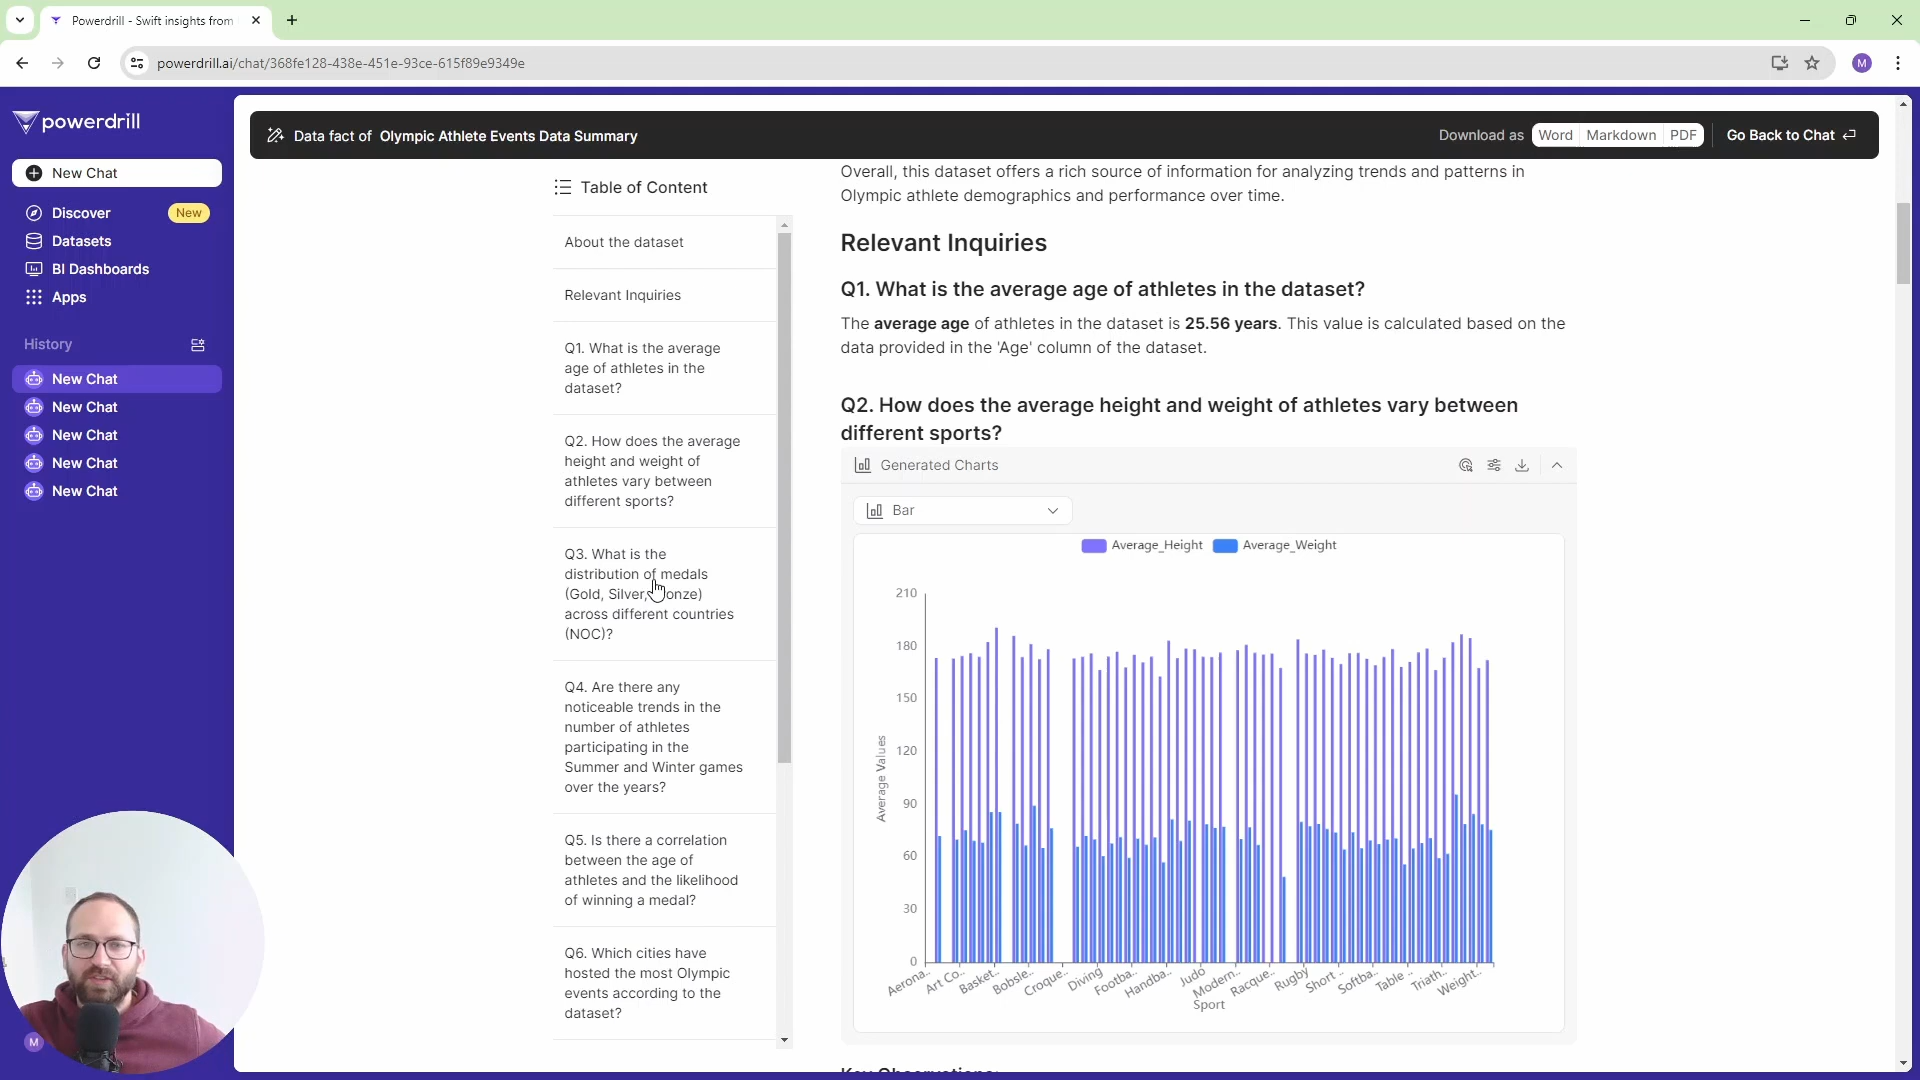 Powerdrill - Swift insights from
powerdrill.ai/chat/368fe128-438e-451e-93ce-615f89e9349e
M
powerdrill
New Chat
Discover
New
Datasets
BI Dashboards
Apps
History
New Chat
New Chat
New Chat
New Chat
New Chat
M
Data fact of Olympic Athlete Events Data Summary
Download as Word Markdown PDF
Go Back to Chat
Table of Content
About the dataset
Relevant Inquiries
Q1. What is the average
age of athletes in the
dataset?
Q2. How does the average
height and weight of
athletes vary between
different sports?
Q3. What is the
distribution of medals
(Gold, Silver, onze)
across different countries
(NOC)?
Q4. Are there any
noticeable trends in the
number of athletes
participating in the
Summer and Winter games
over the years?
Q5. Is there a correlation
between the age of
athletes and the likelihood
of winning a medal?
Q6. Which cities have
hosted the most Olympic
events according to the
dataset?
Overall, this dataset offers a rich source of information for analyzing trends and patterns in
Olympic athlete demographics and performance over time.
Relevant Inquiries
Q1. What is the average age of athletes in the dataset?
The average age of athletes in the dataset is 25.56 years. This value is calculated based on the
data provided in the 'Age' column of the dataset.
Q2. How does the average height and weight of athletes vary between
different sports?
Generated Charts
Bar
Average_Height Average_Weight
210
180
150
120
90
60
30
0
Average Values
Aerona.. Art Co.. Basket.. Bobsle.. Croque.. Diving Footba.. Handba.. Judo Modern.. Racque.. Rugby Short .. Softba.. Table .. Triath.. Weight..
Sport
Key Observations: